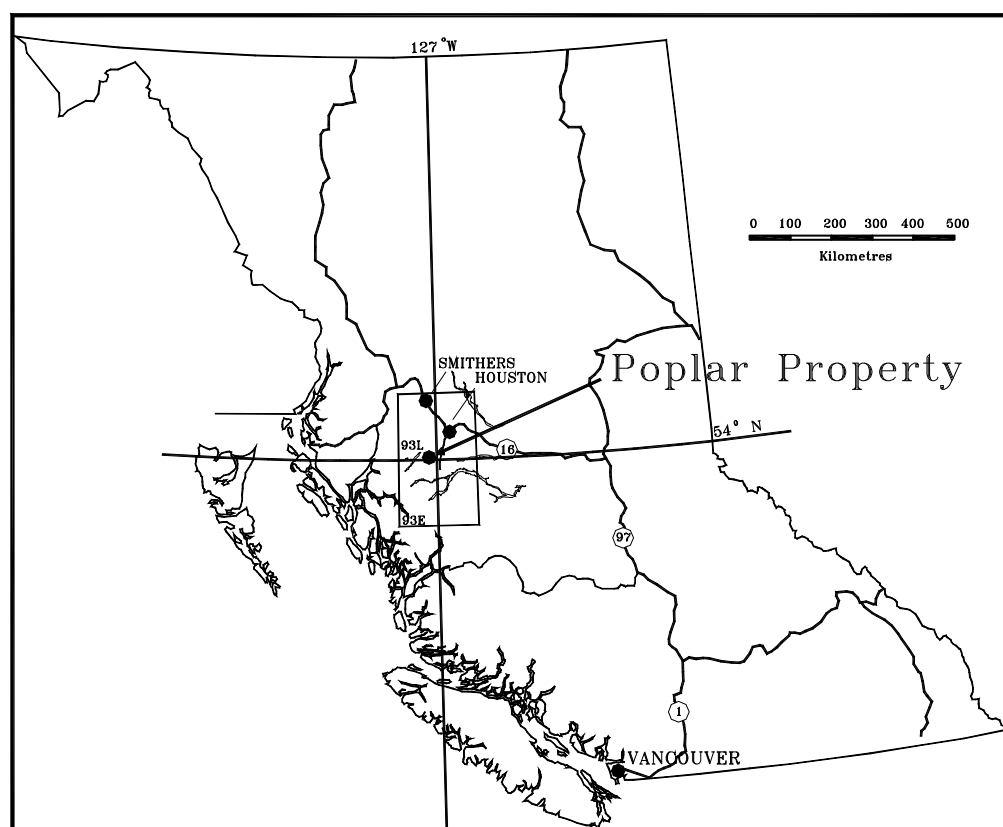 127°W
0 100 200 300 400 500
Kilometres
SMITHERS
HOUSTON
Poplar Property
54° N
93L
16
93E
97
1
VANCOUVER